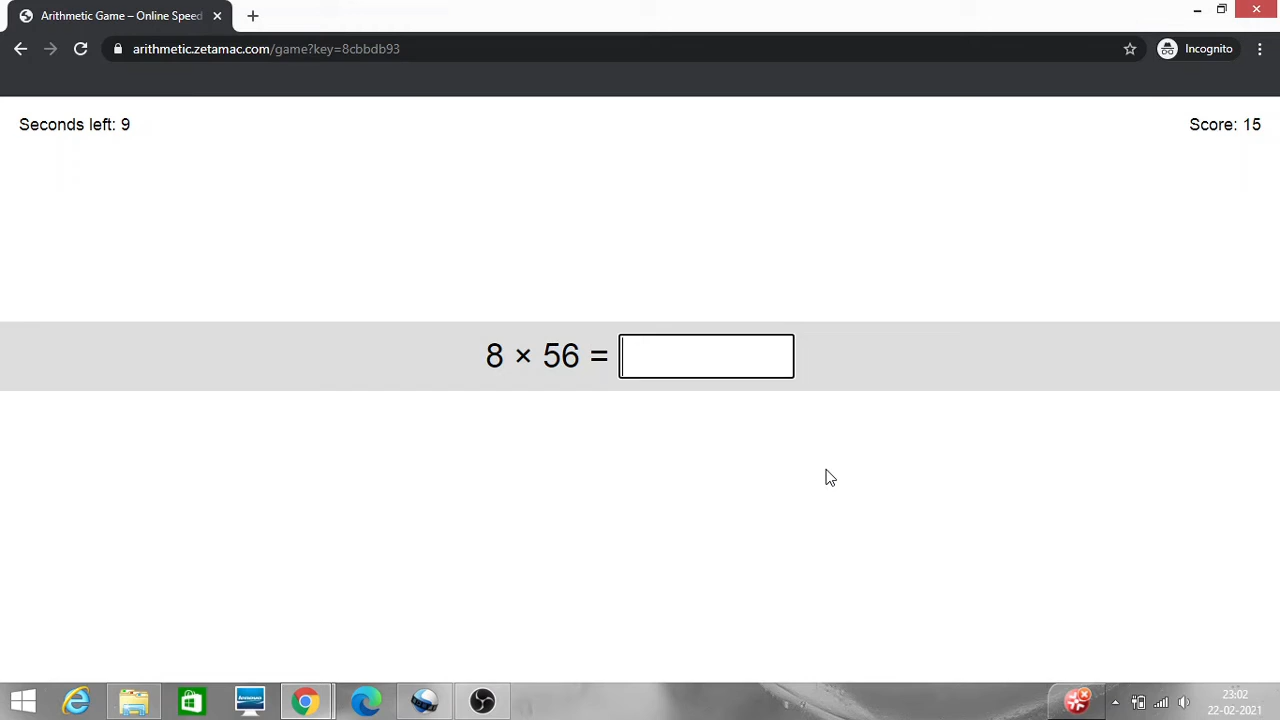 Arithmetic Game – Online Speed
arithmetic.zetamac.com/game?key=8cbbdb93
Incognito
Seconds left: 9
Score: 15
8 × 56 =
lenovo
23:02
22-02-2021